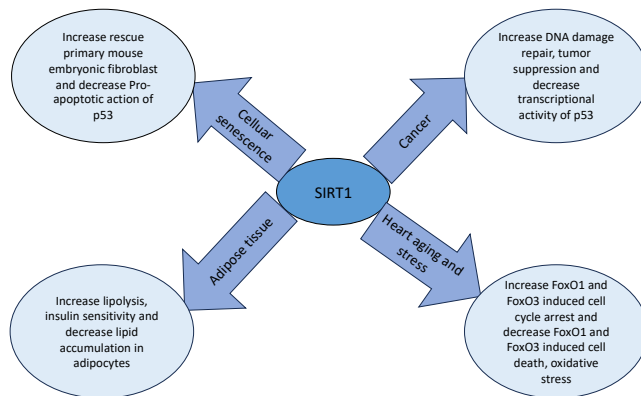 Increase rescue
primary mouse
embryonic fibroblast
and decrease Pro-
apoptotic action of
p53
Increase DNA damage
repair, tumor
suppression and
decrease
transcriptional
activity of p53
Celluar
senescence
Cancer
SIRT1
Adipose tissue
Heart aging and
stress
Increase lipolysis,
insulin sensitivity and
decrease lipid
accumulation in
adipocytes
Increase FoxO1 and
FoxO3 induced cell
cycle arrest and
decrease FoxO1 and
FoxO3 induced cell
death, oxidative
stress